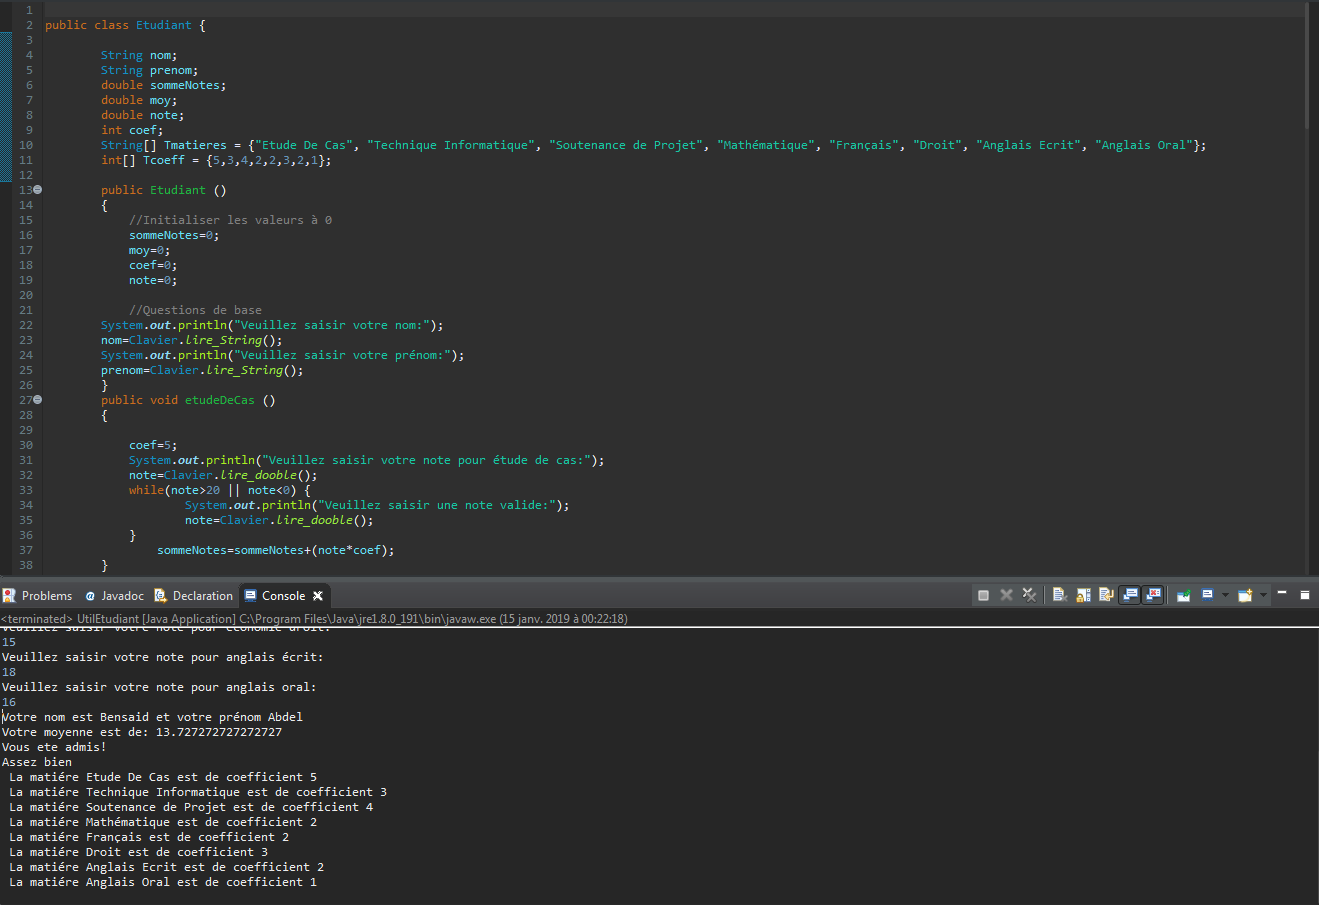 1
2 public class Etudiant {
3
4 String nom;
5 String prenom;
6 double sommeNotes;
7 double moy;
8 double note;
9 int coef;
10 String[] Tmatieres = {"Etude De Cas", "Technique Informatique", "Soutenance de Projet", "Mathématique", "Français", "Droit", "Anglais Ecrit", "Anglais Oral"};
11 int[] Tcoeff = {5,3,4,2,2,3,2,1};
12
13 public Etudiant ()
14 {
15 //Initialiser les valeurs à 0
16 sommeNotes=0;
17 moy=0;
18 coef=0;
19 note=0;
20
21 //Questions de base
22 System.out.println("Veuillez saisir votre nom:");
23 nom=Clavier.lire_String();
24 System.out.println("Veuillez saisir votre prénom:");
25 prenom=Clavier.lire_String();
26 }
27 public void etudeDeCas ()
28 {
29
30 coef=5;
31 System.out.println("Veuillez saisir votre note pour étude de cas:");
32 note=Clavier.lire_dooble();
33 while(note>20 || note<0) {
34 System.out.println("Veuillez saisir une note valide:");
35 note=Clavier.lire_dooble();
36 }
37 sommeNotes=sommeNotes+(note*coef);
38 }
Problems @ Javadoc Declaration Console
<terminated> UtilEtudiant [Java Application] C:\Program Files\Java\jre1.8.0_191\bin\javaw.exe (15 janv. 2019 à 00:22:18)
Veuillez saisir votre note pour économie droit:
15
Veuillez saisir votre note pour anglais écrit:
18
Veuillez saisir votre note pour anglais oral:
16
Votre nom est Bensaid et votre prénom Abdel
Votre moyenne est de: 13.727272727272727
Vous ete admis!
Assez bien
La matiére Etude De Cas est de coefficient 5
La matiére Technique Informatique est de coefficient 3
La matiére Soutenance de Projet est de coefficient 4
La matiére Mathématique est de coefficient 2
La matiére Français est de coefficient 2
La matiére Droit est de coefficient 3
La matiére Anglais Ecrit est de coefficient 2
La matiére Anglais Oral est de coefficient 1